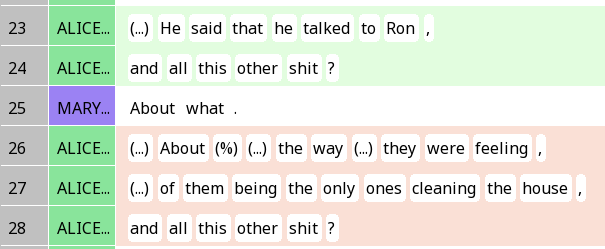 23 ALICE... (...) He said that he talked to Ron ,
24 ALICE... and all this other shit ?
25 MARY... About what .
26 ALICE... (...) About (%) (...) the way (...) they were feeling ,
27 ALICE... (...) of them being the only ones cleaning the house ,
28 ALICE... and all this other shit ?